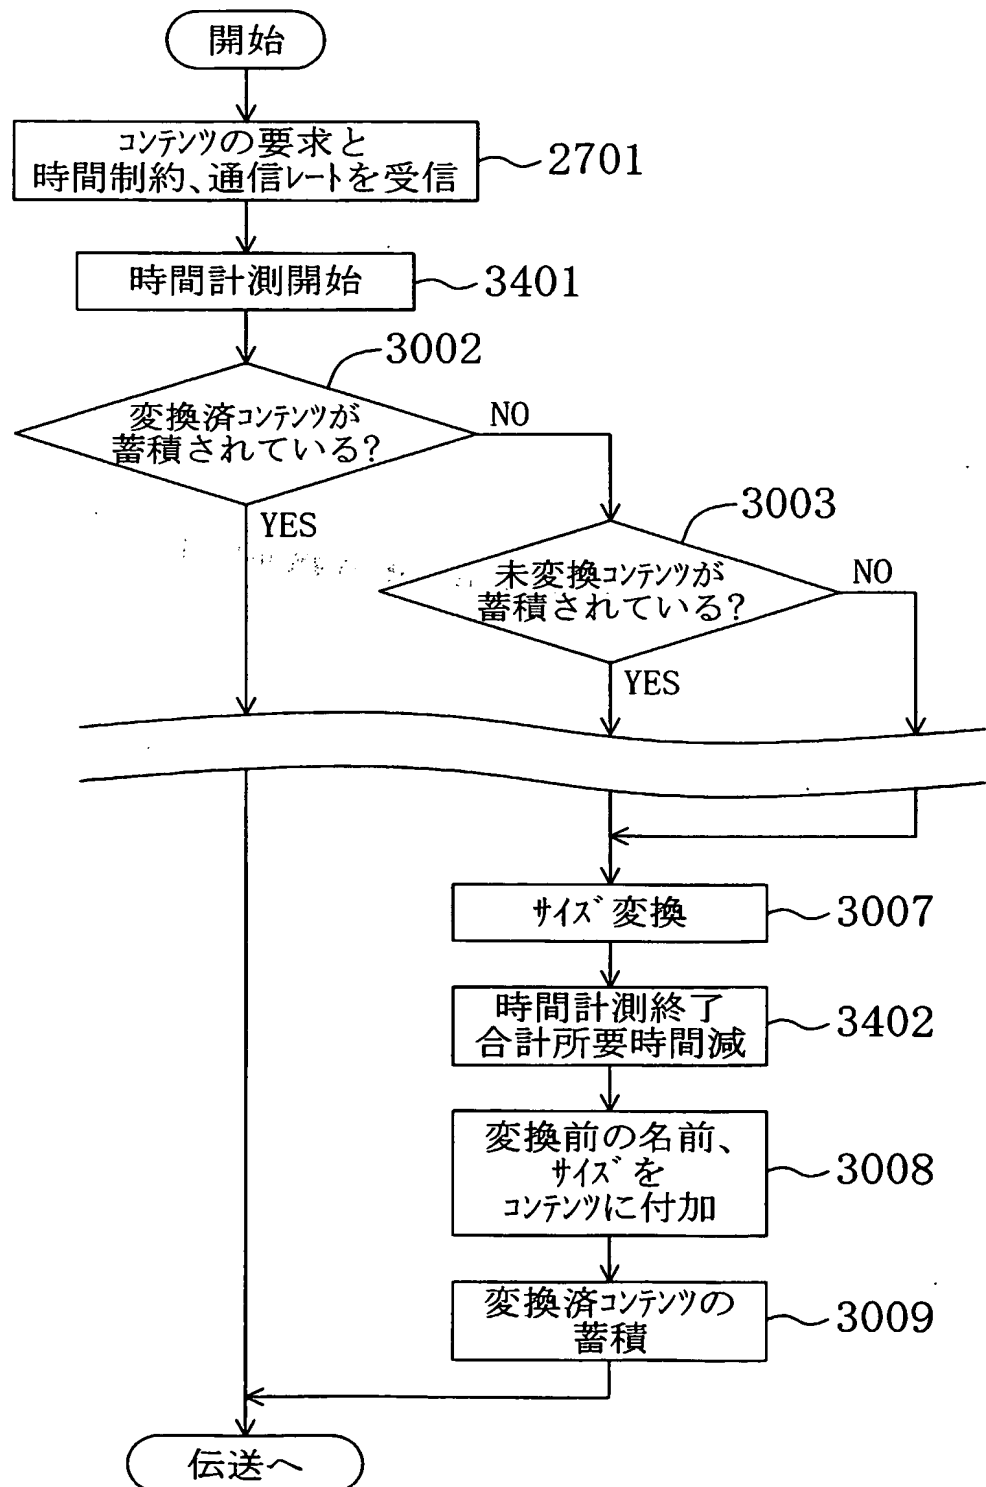 開始
コンテンツの要求と
時間制約、通信レートを受信
2701
時間計測開始
3401
3002
変換済コンテンツが
蓄積されている?
NO
YES
3003
未変換コンテンツが
蓄積されている?
NO
YES
サイズ変換
3007
時間計測終了
合計所要時間減
3402
変換前の名前、
サイズを
コンテンツに付加
3008
変換済コンテンツの
蓄積
3009
伝送へ